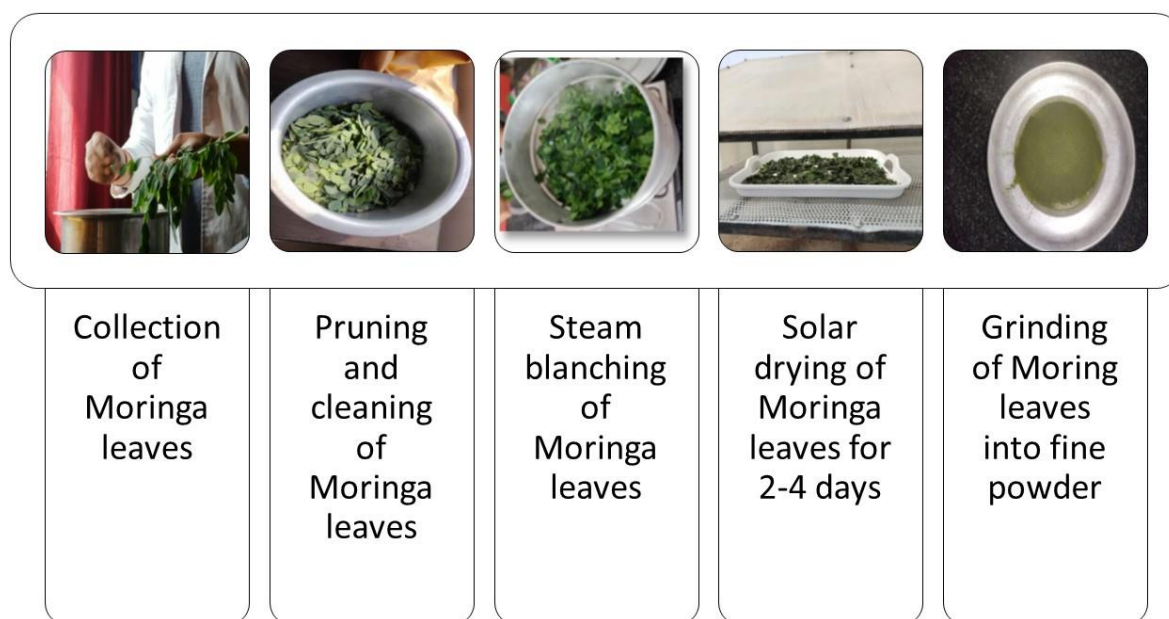 Collection
of
Moringa
leaves
Pruning
and
cleaning
of
Moringa
leaves
Steam
blanching
of
Moringa
leaves
Solar
drying of
Moringa
leaves for
2-4 days
Grinding
of Moring
leaves
into fine
powder